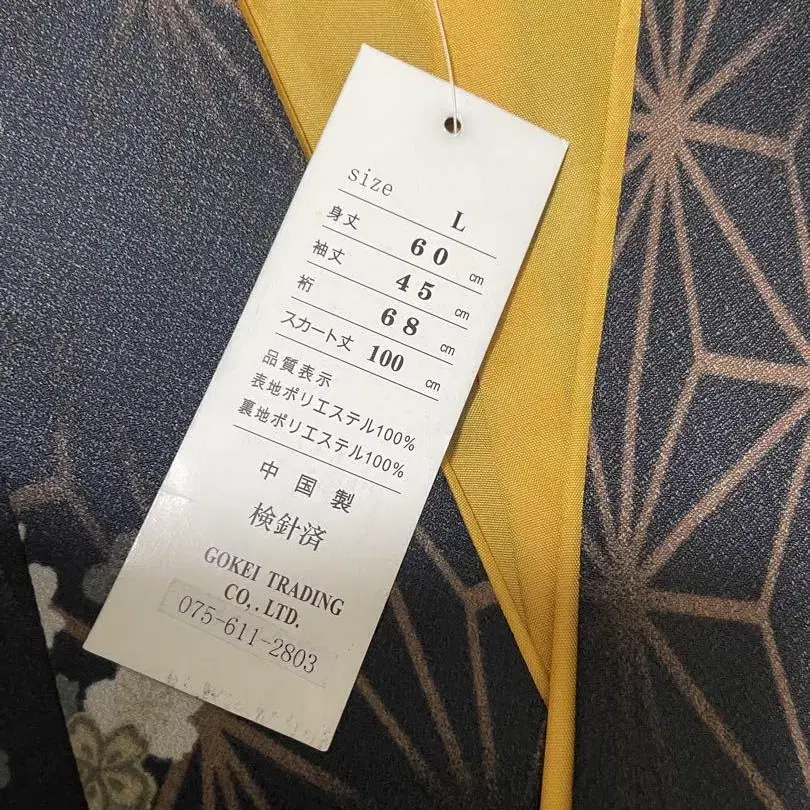 size L
身丈 60 cm
袖丈 45 cm
裄 68 cm
スカート丈 100 cm
品質表示
表地ポリエステル100%
裏地ポリエステル100%
中国製
検針済
GOKEI TRADING
CO,.LTD.
075-611-2803